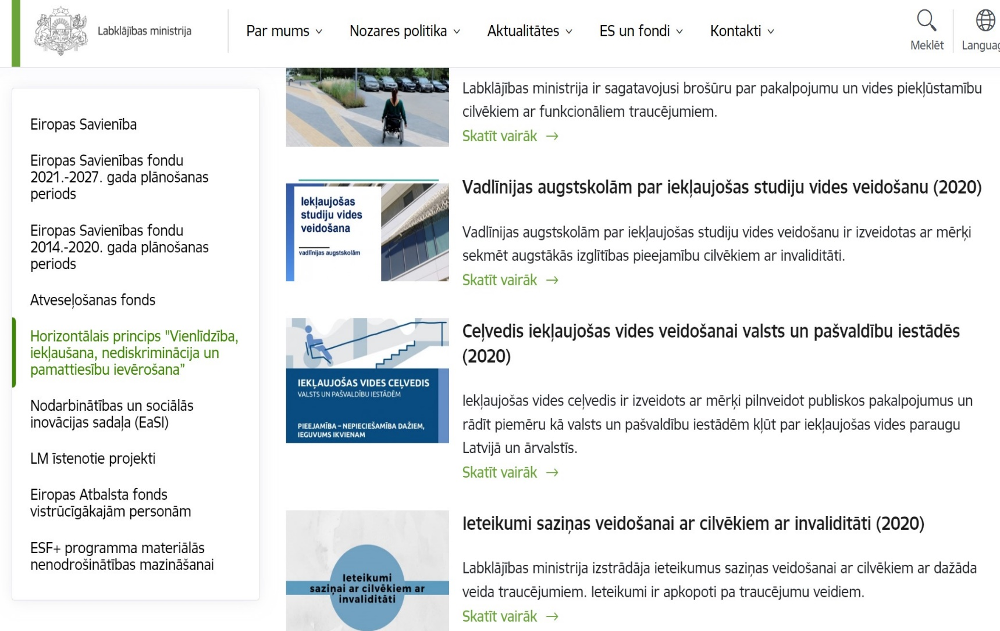 Labklājības ministrija
Par mums
Nozares politika
Aktualitātes
ES un fondi
Kontakti
Meklēt
Eiropas Savienība
Eiropas Savienības fondu
2021.-2027. gada plānošanas
periods
Eiropas Savienības fondu
2014.-2020. gada plānošanas
periods
Atveseļošanas fonds
Horizontālais princips "Vienlīdzība,
iekļaušana, nediskriminācija un
pamattiesību ievērošana”
Nodarbinātības un sociālās
inovācijas sadaļa (EaSI)
LM īstenotie projekti
Eiropas Atbalsta fonds
vistrūcīgākajām personām
ESF+ programma materiālās
nenodrošinātības mazināšanai
Labklājības ministrija ir sagatavojusi brošūru par pakalpojumu un vides piekļūstamību
cilvēkiem ar funkcionāliem traucējumiem.
Skatīt vairāk →
Iekļaujošas
studiju vides
veidošana
vadlīnijas augstskolām
Vadlīnijas augstskolām par iekļaujošas studiju vides veidošanu (2020)
Vadlīnijas augstskolām par iekļaujošas studiju vides veidošanu ir izveidotas ar mērķi
sekmēt augstākās izglītības pieejamību cilvēkiem ar invaliditāti.
Skatīt vairāk →
IEKĻAUJOŠAS VIDES CEĻVEDIS
VALSTS UN PAŠVALDĪBU IESTĀDĒM
PIEEJAMĪBA – NEPIECIEŠAMĪBA DAŽIEM,
IEGUVUMS IKVIENAM
Ceļvedis iekļaujošas vides veidošanai valsts un pašvaldību iestādēs
(2020)
Iekļaujošas vides ceļvedis ir izveidots ar mērķi pilnveidot publiskos pakalpojumus un
rādīt piemēru kā valsts un pašvaldību iestādēm kļūt par iekļaujošas vides paraugu
Latvijā un ārvalstīs.
Skatīt vairāk →
Ieteikumi
saziņai ar cilvēkiem ar
invaliditāti
Ieteikumi saziņas veidošanai ar cilvēkiem ar invaliditāti (2020)
Labklājības ministrija izstrādāja ieteikumus saziņas veidošanai ar cilvēkiem ar dažāda
veida traucējumiem. Ieteikumi ir apkopoti pa traucējumu veidiem.
Skatīt vairāk →